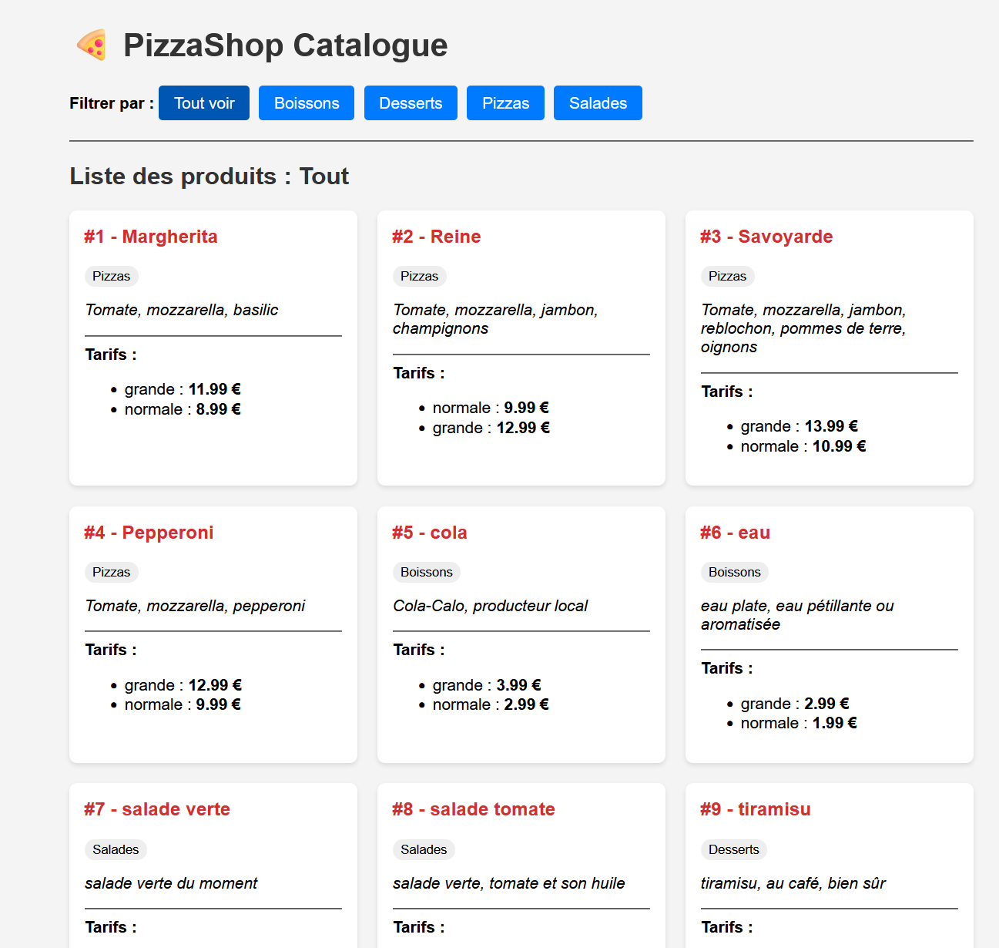 PizzaShop Catalogue
Filtrer par : Tout voir Boissons Desserts Pizzas Salades
Liste des produits : Tout
#1 - Margherita
Pizzas
Tomate, mozzarella, basilic
Tarifs :
grande : 11.99 €
normale : 8.99 €
#2 - Reine
Pizzas
Tomate, mozzarella, jambon,
champignons
Tarifs :
normale : 9.99 €
grande : 12.99 €
#3 - Savoyarde
Pizzas
Tomate, mozzarella, jambon,
reblochon, pommes de terre,
oignons
Tarifs :
grande : 13.99 €
normale : 10.99 €
#4 - Pepperoni
Pizzas
Tomate, mozzarella, pepperoni
Tarifs :
grande : 12.99 €
normale : 9.99 €
#5 - cola
Boissons
Cola-Calo, producteur local
Tarifs :
grande : 3.99 €
normale : 2.99 €
#6 - eau
Boissons
eau plate, eau pétillante ou
aromatisée
Tarifs :
grande : 2.99 €
normale : 1.99 €
#7 - salade verte
Salades
salade verte du moment
Tarifs :
#8 - salade tomate
Salades
salade verte, tomate et son huile
Tarifs :
#9 - tiramisu
Desserts
tiramisu, au café, bien sûr
Tarifs :